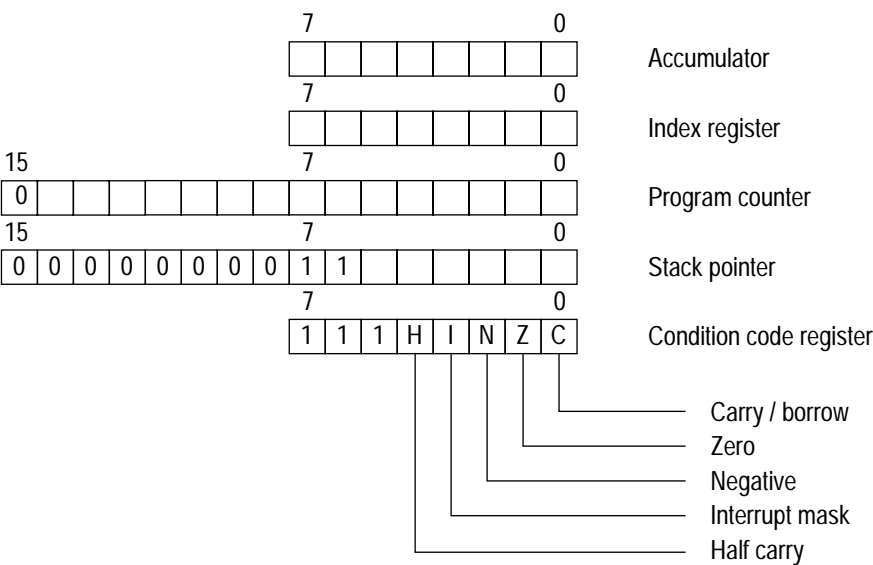 7 0
Accumulator
7 0
Index register
15 7 0
0 Program counter
15 7 0
0 0 0 0 0 0 0 0 1 1 Stack pointer
7 0
1 1 1 H I N Z C Condition code register
Carry / borrow
Zero
Negative
Interrupt mask
Half carry